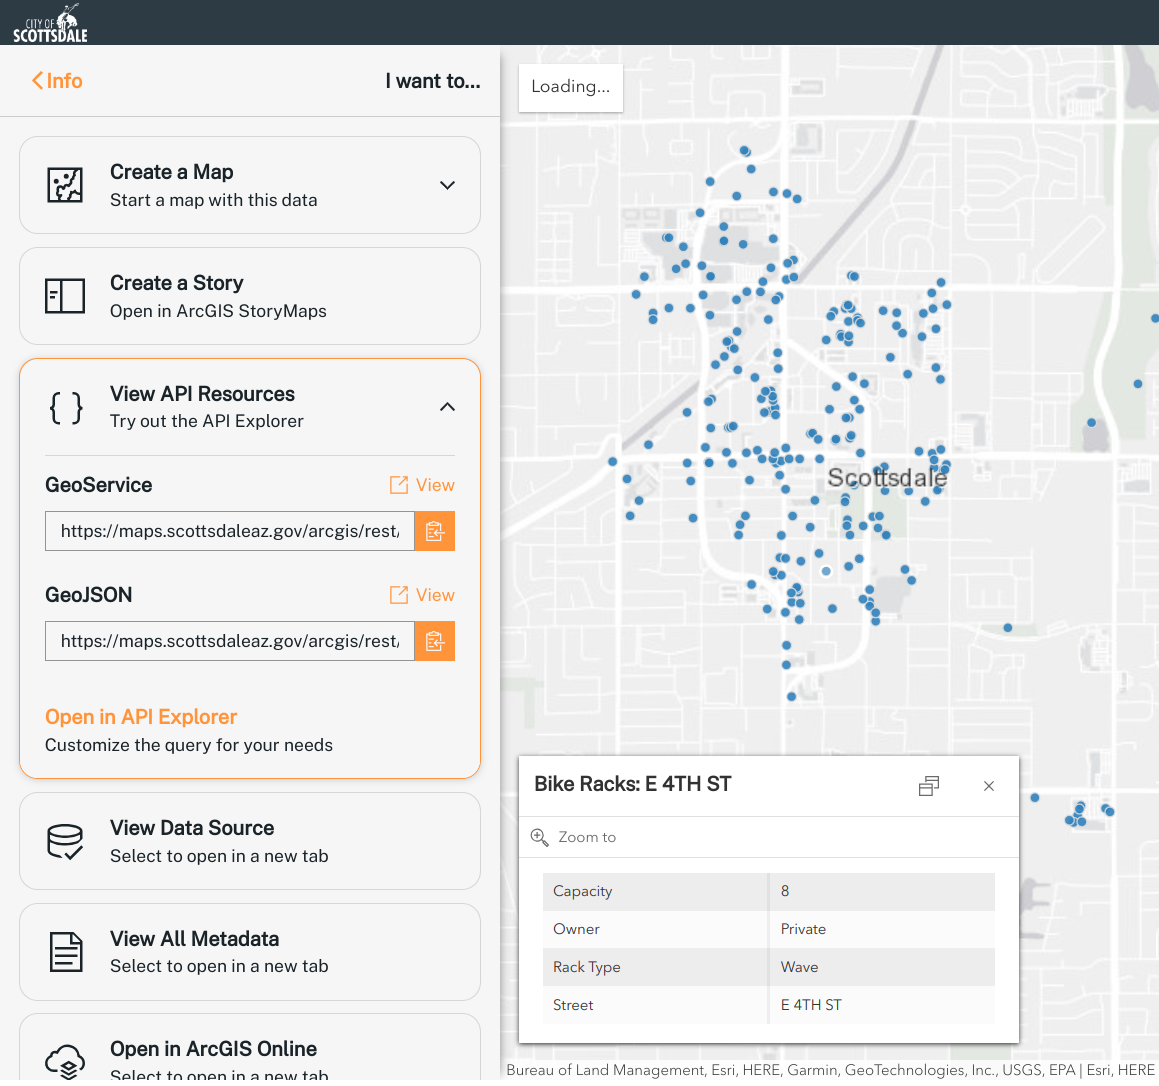 CITY OF
SCOTTSDALE
Info
I want to...
Create a Map
Start a map with this data
Create a Story
Open in ArcGIS StoryMaps
View API Resources
Try out the API Explorer
GeoService
View
https://maps.scottsdaleaz.gov/arcgis/rest/
GeoJSON
View
https://maps.scottsdaleaz.gov/arcgis/rest/
Open in API Explorer
Customize the query for your needs
View Data Source
Select to open in a new tab
View All Metadata
Select to open in a new tab
Open in ArcGIS Online
Select to open in a new tab
Loading...
Scottsdale
Bike Racks: E 4TH ST
Zoom to
Capacity 8
Owner Private
Rack Type Wave
Street E 4TH ST
Bureau of Land Management, Esri, HERE, Garmin, GeoTechnologies, Inc., USGS, EPA | Esri, HERE